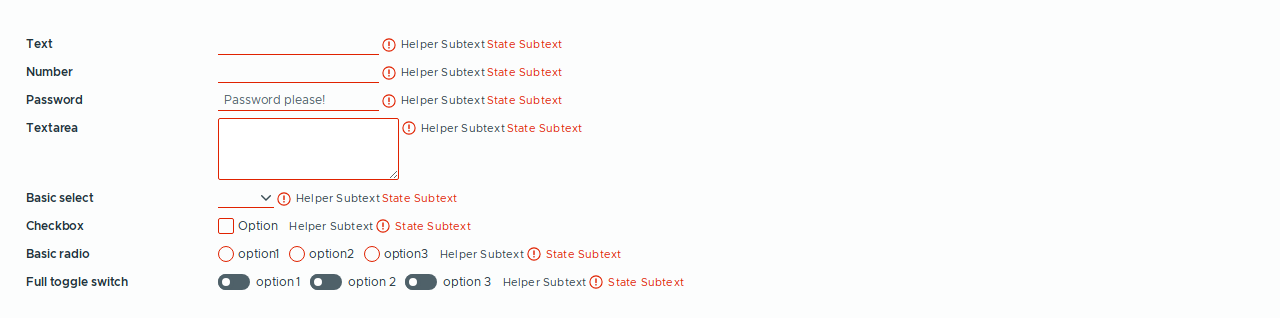 Text Helper Subtext State Subtext
Number Helper Subtext State Subtext
Password Password please! Helper Subtext State Subtext
Textarea Helper Subtext State Subtext
Basic select Helper Subtext State Subtext
Checkbox Option Helper Subtext State Subtext
Basic radio option1 option2 option3 Helper Subtext State Subtext
Full toggle switch option 1 option 2 option 3 Helper Subtext State Subtext